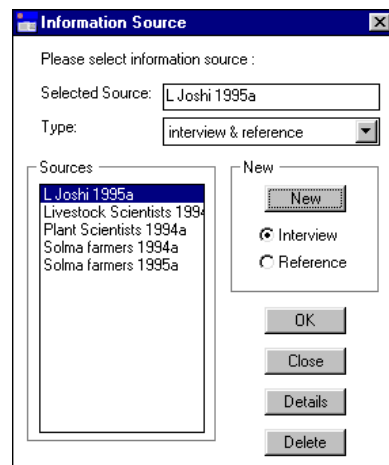 Information Source
Please select information source :
Selected Source: L Joshi 1995a
Type: interview & reference
Sources
L Joshi 1995a
Livestock Scientists 1994
Plant Scientists 1994a
Solma farmers 1994a
Solma farmers 1995a
New
New
Interview
Reference
OK
Close
Details
Delete